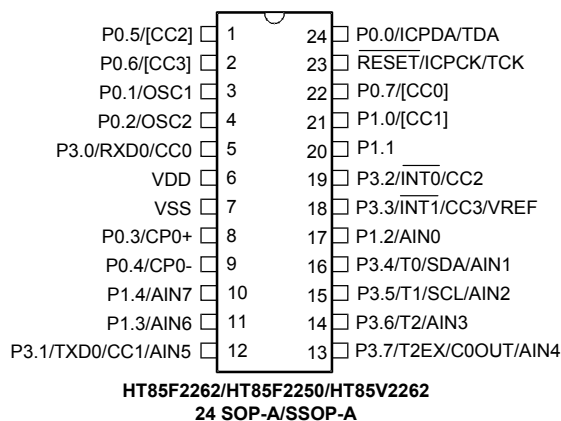 P0.5/[CC2] 1 24 P0.0/ICPDA/TDA
P0.6/[CC3] 2 23 RESET/ICPCK/TCK
P0.1/OSC1 3 22 P0.7/[CC0]
P0.2/OSC2 4 21 P1.0/[CC1]
P3.0/RXD0/CC0 5 20 P1.1
VDD 6 19 P3.2/INT0/CC2
VSS 7 18 P3.3/INT1/CC3/VREF
P0.3/CP0+ 8 17 P1.2/AIN0
P0.4/CP0- 9 16 P3.4/T0/SDA/AIN1
P1.4/AIN7 10 15 P3.5/T1/SCL/AIN2
P1.3/AIN6 11 14 P3.6/T2/AIN3
P3.1/TXD0/CC1/AIN5 12 13 P3.7/T2EX/C0OUT/AIN4
HT85F2262/HT85F2250/HT85V2262
24 SOP-A/SSOP-A